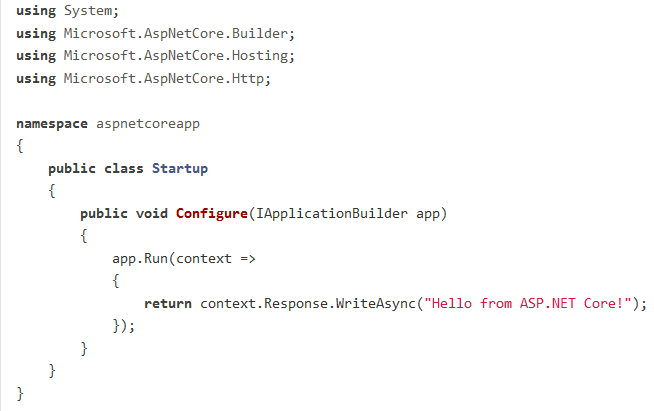 using System;
using Microsoft.AspNetCore.Builder;
using Microsoft.AspNetCore.Hosting;
using Microsoft.AspNetCore.Http;

namespace aspnetcoreapp
{
    public class Startup
    {
        public void Configure(IApplicationBuilder app)
        {
            app.Run(context =>
            {
                return context.Response.WriteAsync("Hello from ASP.NET Core!");
            });
        }
    }
}